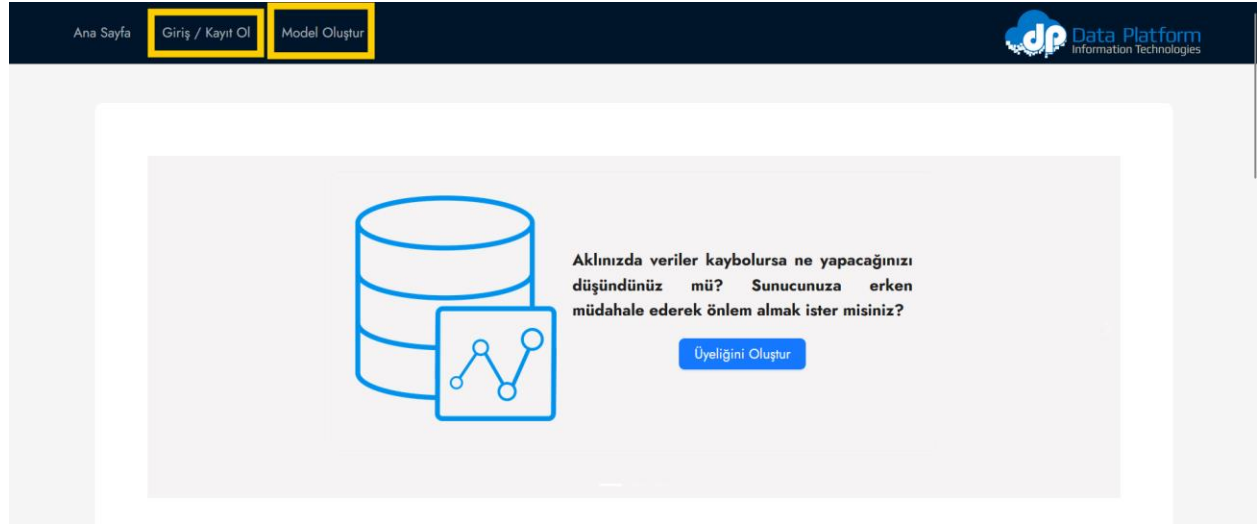 Ana Sayfa
Giriş / Kayıt Ol
Model Oluştur
dp Data Platform
Information Technologies
Aklınızda veriler kaybolursa ne yapacağınızı
düşündünüz mü? Sunucunuza erken
müdahale ederek önlem almak ister misiniz?
Üyeliğini Oluştur